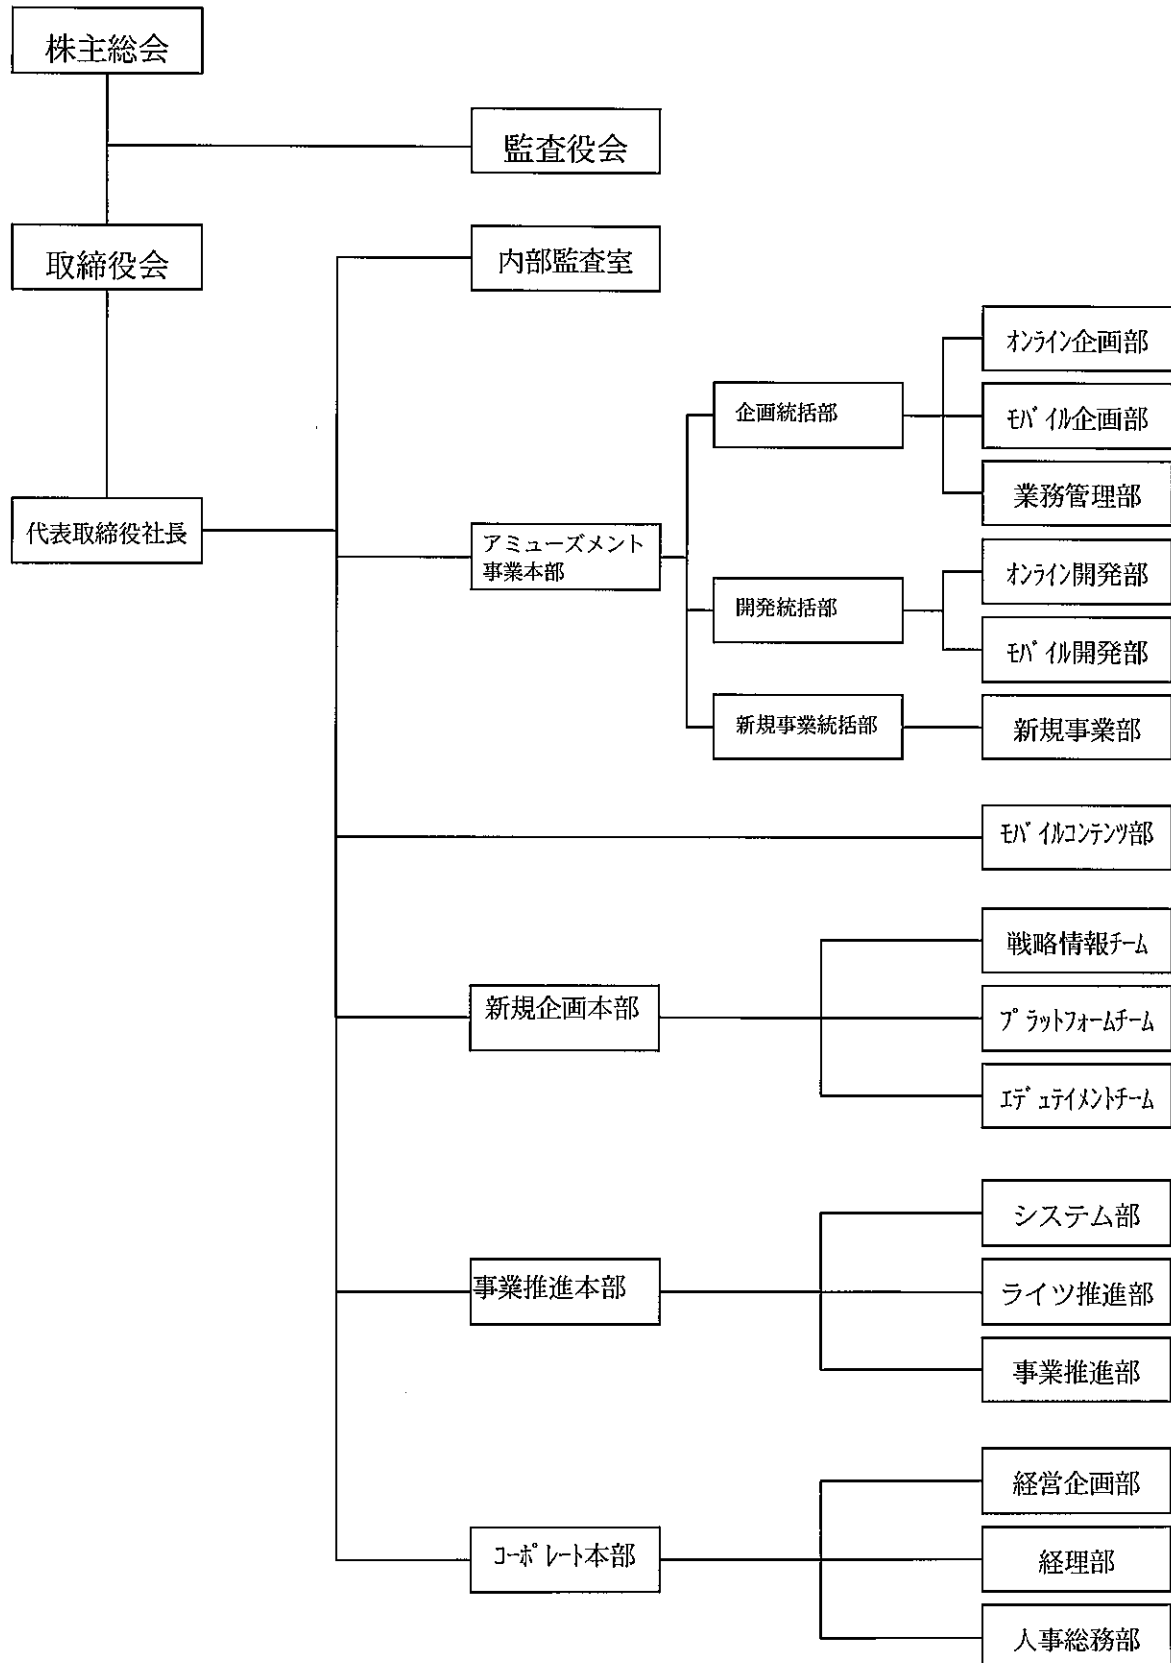 株主総会
監査役会
取締役会
内部監査室
オンライン企画部
企画統括部
モバイル企画部
業務管理部
代表取締役社長
アミューズメント
事業本部
オンライン開発部
開発統括部
モバイル開発部
新規事業統括部
新規事業部
モバイルコンテンツ部
戦略情報チーム
新規企画本部
プラットフォームチーム
エデュテイメントチーム
システム部
事業推進本部
ライツ推進部
事業推進部
経営企画部
コーポレート本部
経理部
人事総務部